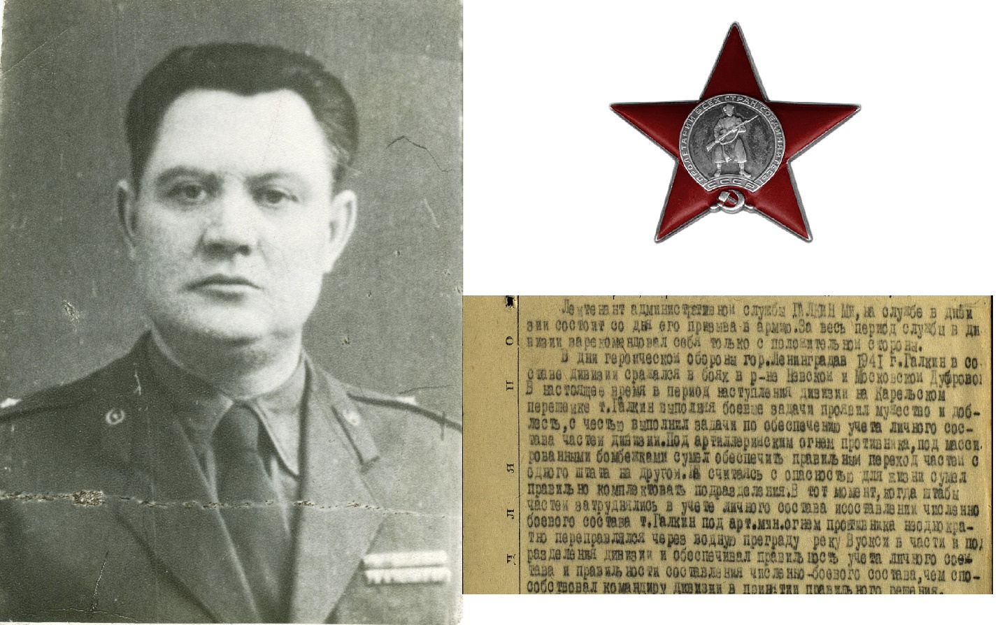 ПРОЛЕТАРИИ ВСЕХ СТРАН, СОЕДИНЯЙТЕСЬ!
СССР
Лейтенант административной службы ГАЛКИН на службе в диви
зии состоит со дня его призыва в армию.За весь период службы в ди
визии зарекомендовал себя только с положительной стороны.
В дни героической обороны гор.Ленинграда 1941 г.Галкин в со
ставе дивизии сражался в боях в р-не Невской и Московской Дубровой
В настоящее время в период наступления дивизии на Карельском
перешейке т.Галкин выполняя боевые задачи проявил мужество и доб-
лесть,с честью выполнил задачи по обеспечению учета личного сос-
тава частей дивизии.Под артиллерийским огнем противника,под масси
рованными бомбежками сумел обеспечить правильный переход частей с
одного штата на другой. считаясь с опасностью для жизни сумел
правильно комплектовать подразделения.В тот момент,когда штабы
частей затруднялись в учете личного состава исоставлении численно
боевого состава т.Галкин под арт.мин.огнем противника неоднокра-
тно переправлялся через водную преграду реку Вуокси в части и под
разделения дивизии и обеспечивал правильность учета личного сос-
тава и правильности составления численно-боевого состава,чем спо-
собствовал командиру дивизии в принятии правильного решения.
Д Л Я П О